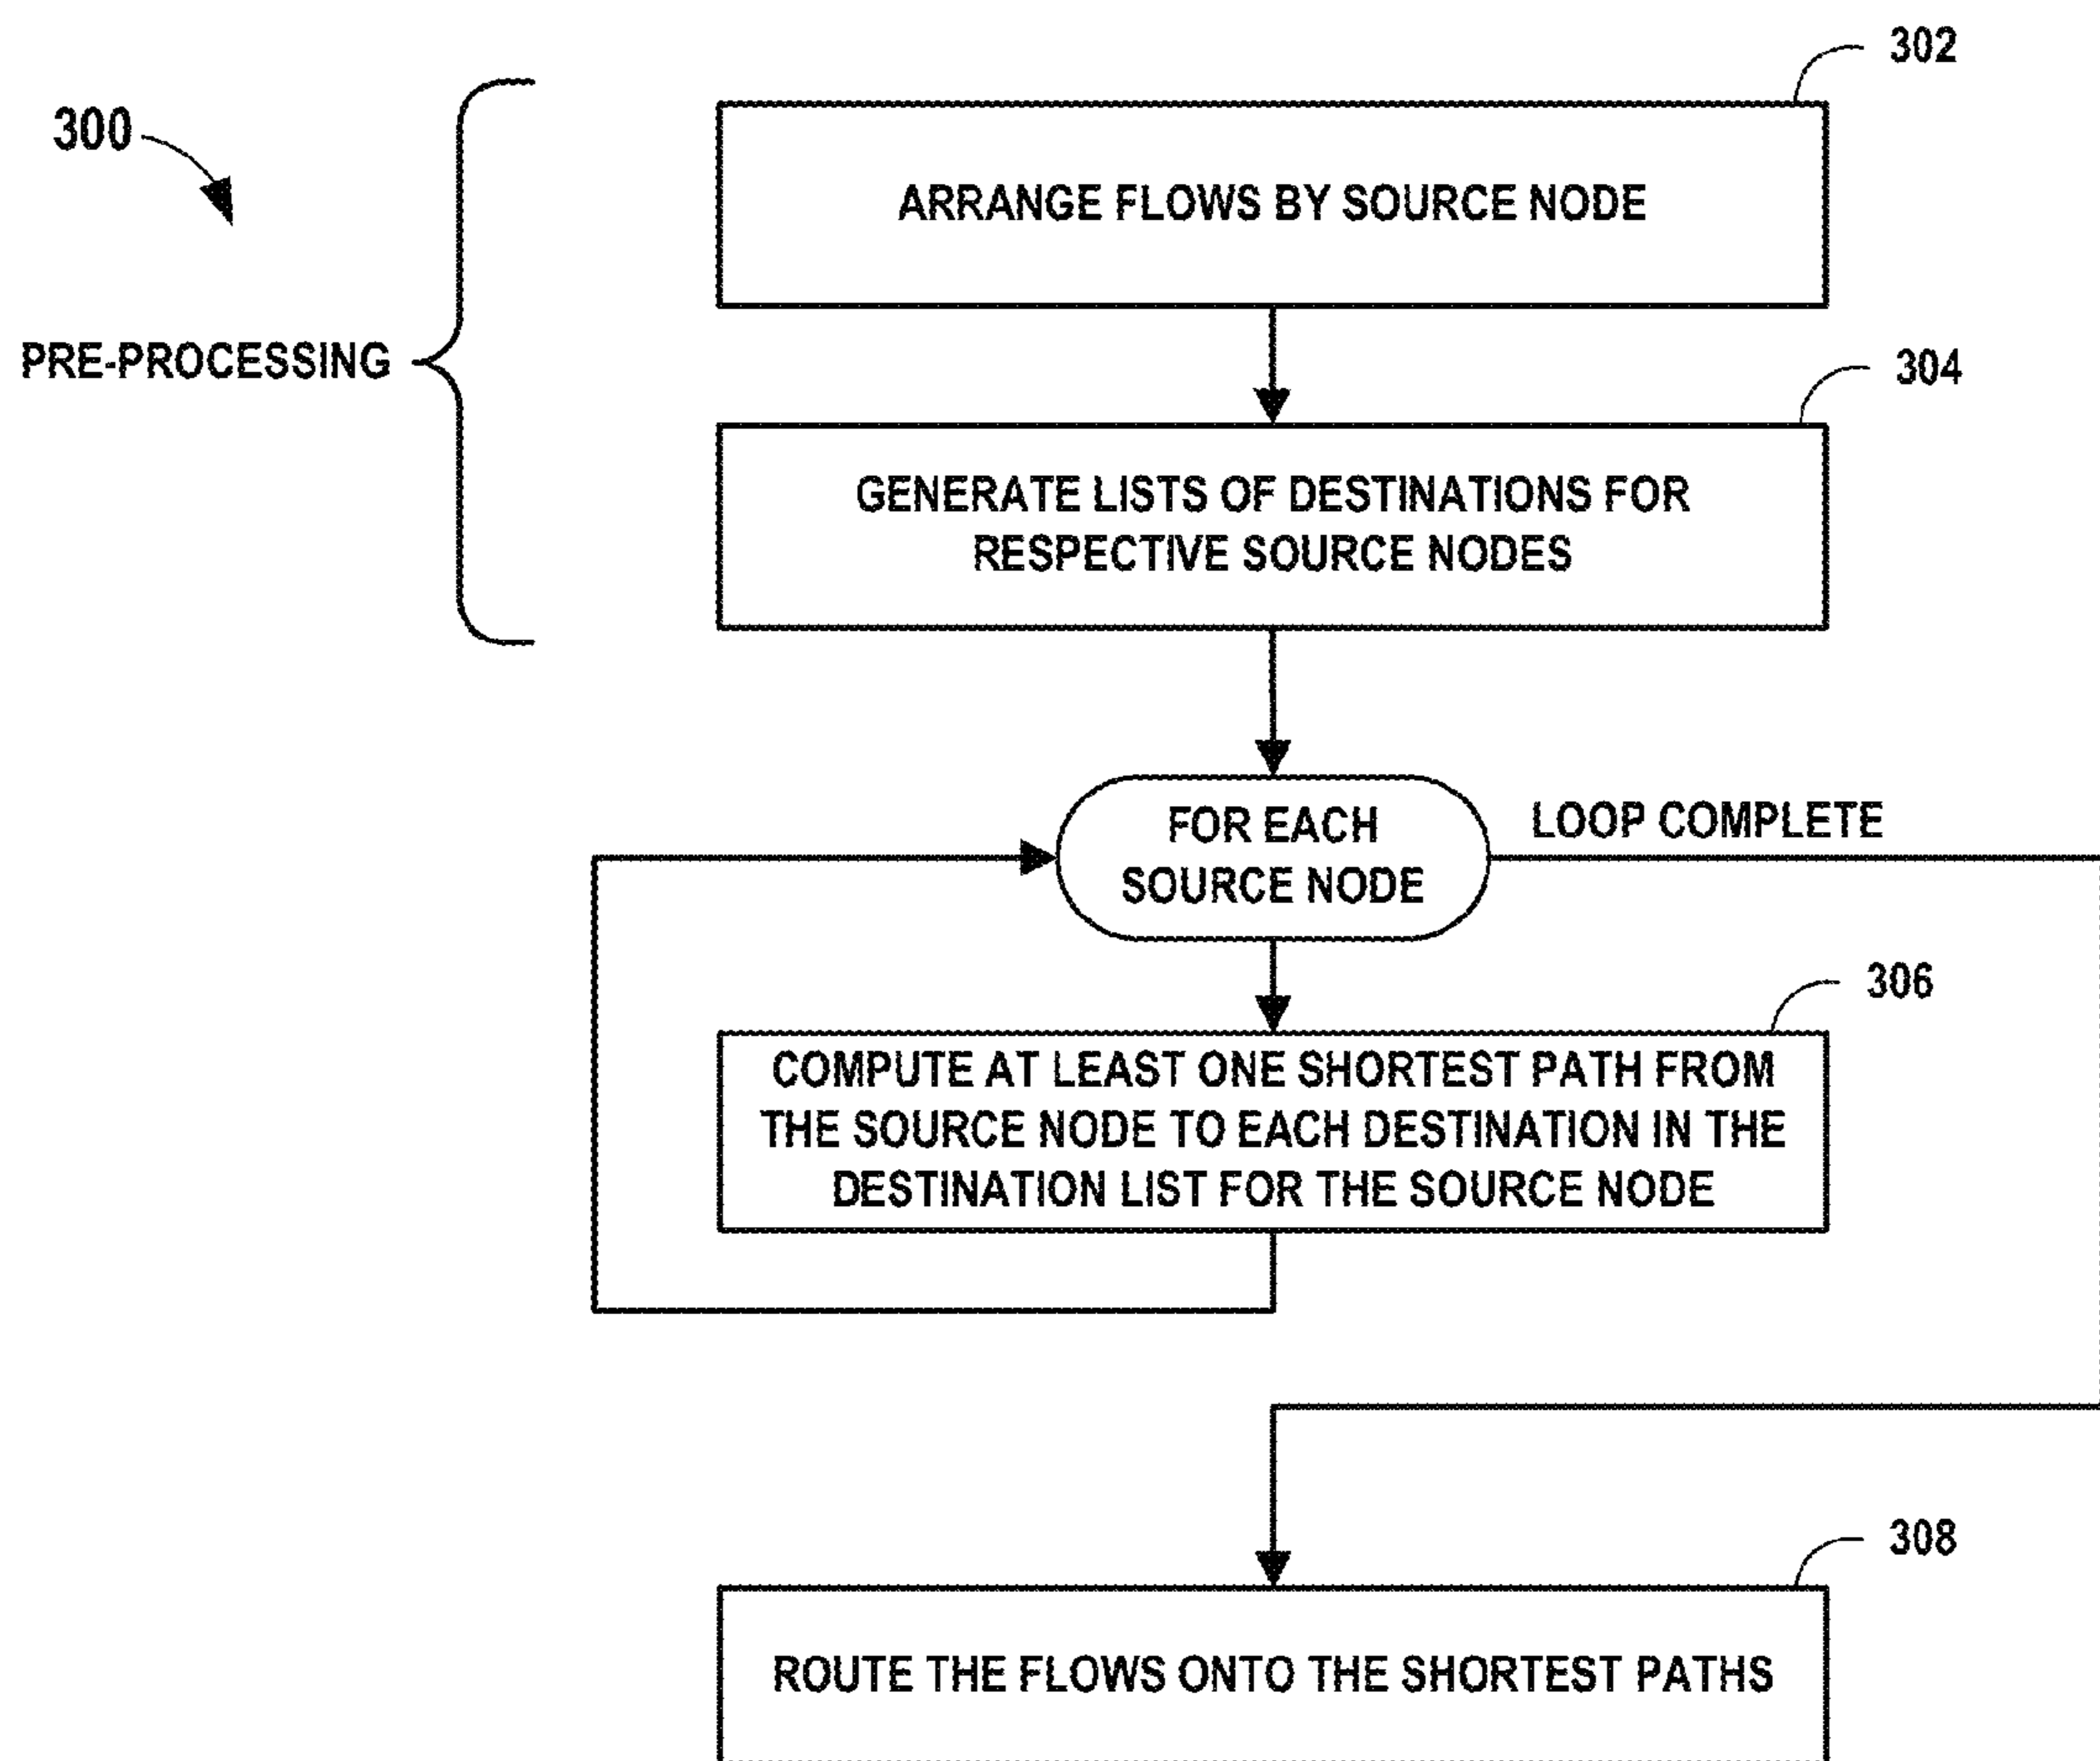 302
300
ARRANGE FLOWS BY SOURCE NODE
PRE-PROCESSING
304
GENERATE LISTS OF DESTINATIONS FOR
RESPECTIVE SOURCE NODES
FOR EACH
SOURCE NODE
LOOP COMPLETE
306
COMPUTE AT LEAST ONE SHORTEST PATH FROM
THE SOURCE NODE TO EACH DESTINATION IN THE
DESTINATION LIST FOR THE SOURCE NODE
308
ROUTE THE FLOWS ONTO THE SHORTEST PATHS